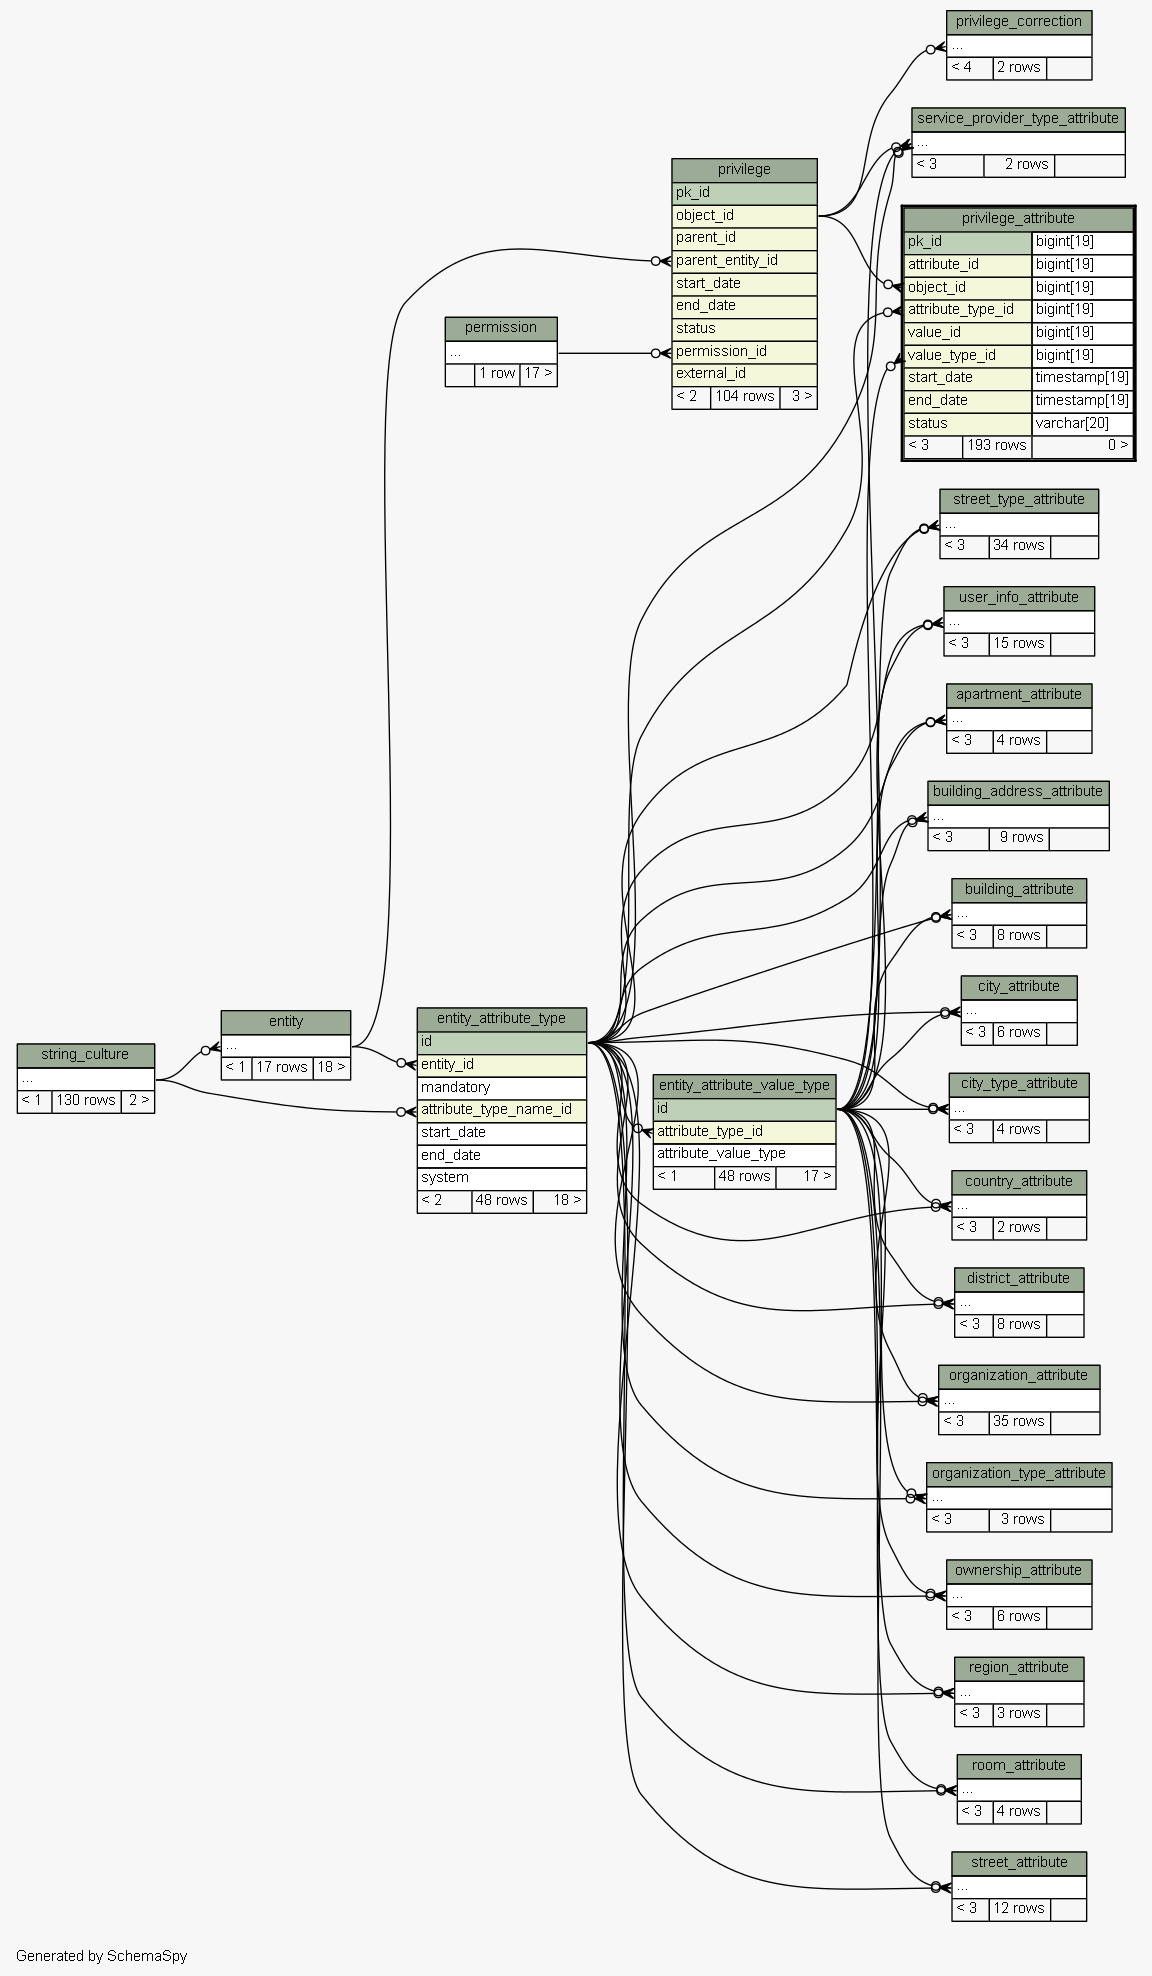 privilege_correction
...
< 4 2 rows
service_provider_type_attribute
...
< 3 2 rows
privilege
pk_id
object_id
parent_id
parent_entity_id
start_date
end_date
status
permission_id
external_id
< 2 104 rows 3 >
privilege_attribute
pk_id bigint[19]
attribute_id bigint[19]
object_id bigint[19]
attribute_type_id bigint[19]
value_id bigint[19]
value_type_id bigint[19]
start_date timestamp[19]
end_date timestamp[19]
status varchar[20]
< 3 193 rows 0 >
permission
...
1 row 17 >
street_type_attribute
...
< 3 34 rows
user_info_attribute
...
< 3 15 rows
apartment_attribute
...
< 3 4 rows
building_address_attribute
...
< 3 9 rows
building_attribute
...
< 3 8 rows
city_attribute
...
< 3 6 rows
string_culture
...
< 1 130 rows 2 >
entity
...
< 1 17 rows 18 >
entity_attribute_type
id
entity_id
mandatory
attribute_type_name_id
start_date
end_date
system
< 2 48 rows 18 >
entity_attribute_value_type
id
attribute_type_id
attribute_value_type
< 1 48 rows 17 >
city_type_attribute
...
< 3 4 rows
country_attribute
...
< 3 2 rows
district_attribute
...
< 3 8 rows
organization_attribute
...
< 3 35 rows
organization_type_attribute
...
< 3 3 rows
ownership_attribute
...
< 3 6 rows
region_attribute
...
< 3 3 rows
room_attribute
...
< 3 4 rows
street_attribute
...
< 3 12 rows
Generated by SchemaSpy